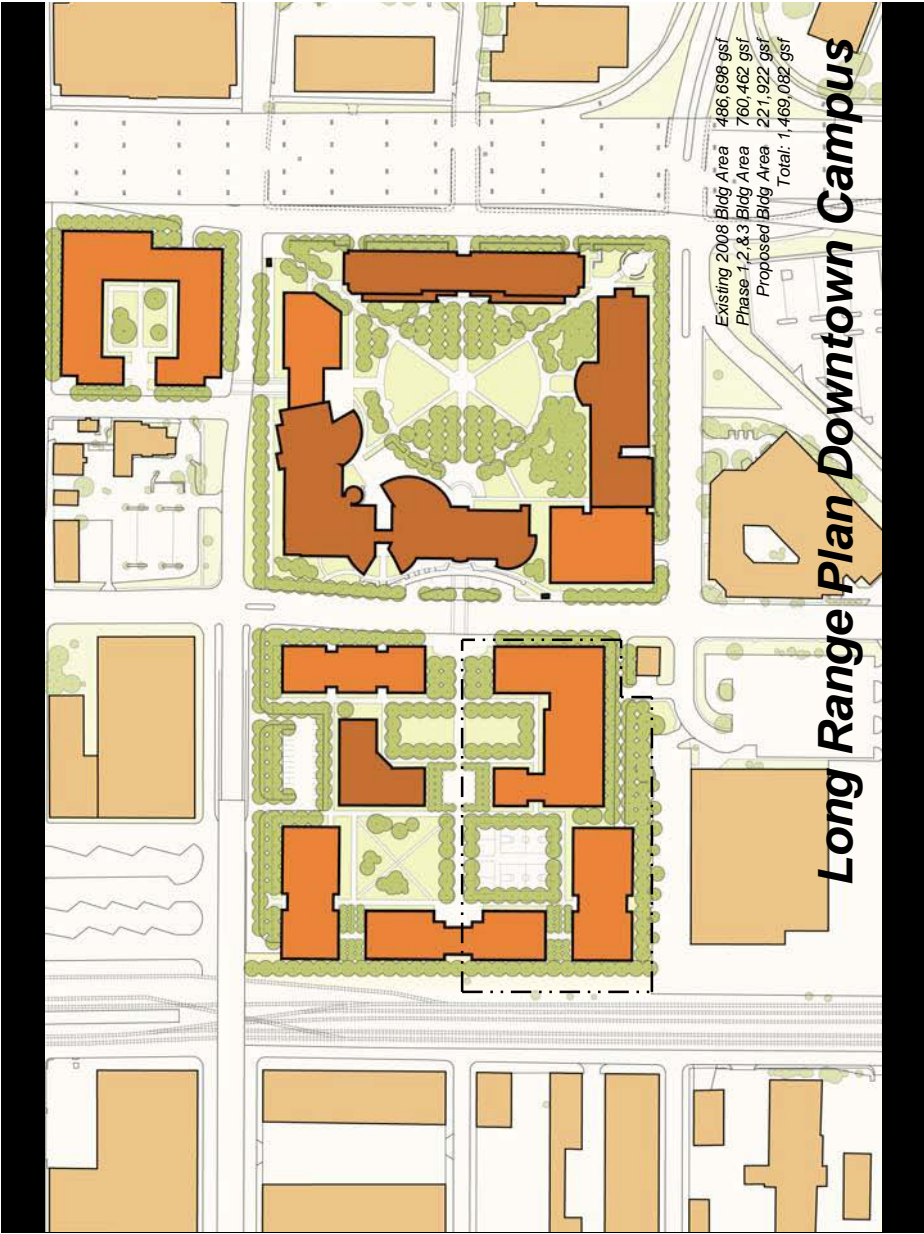 Existing 2008 Bldg Area 486,698 gsf
Phase 1,2,&3 Bldg Area 760,462 gsf
Proposed Bldg Area 221,922 gsf
Total: 1,469,082 gsf
Long Range Plan Downtown Campus